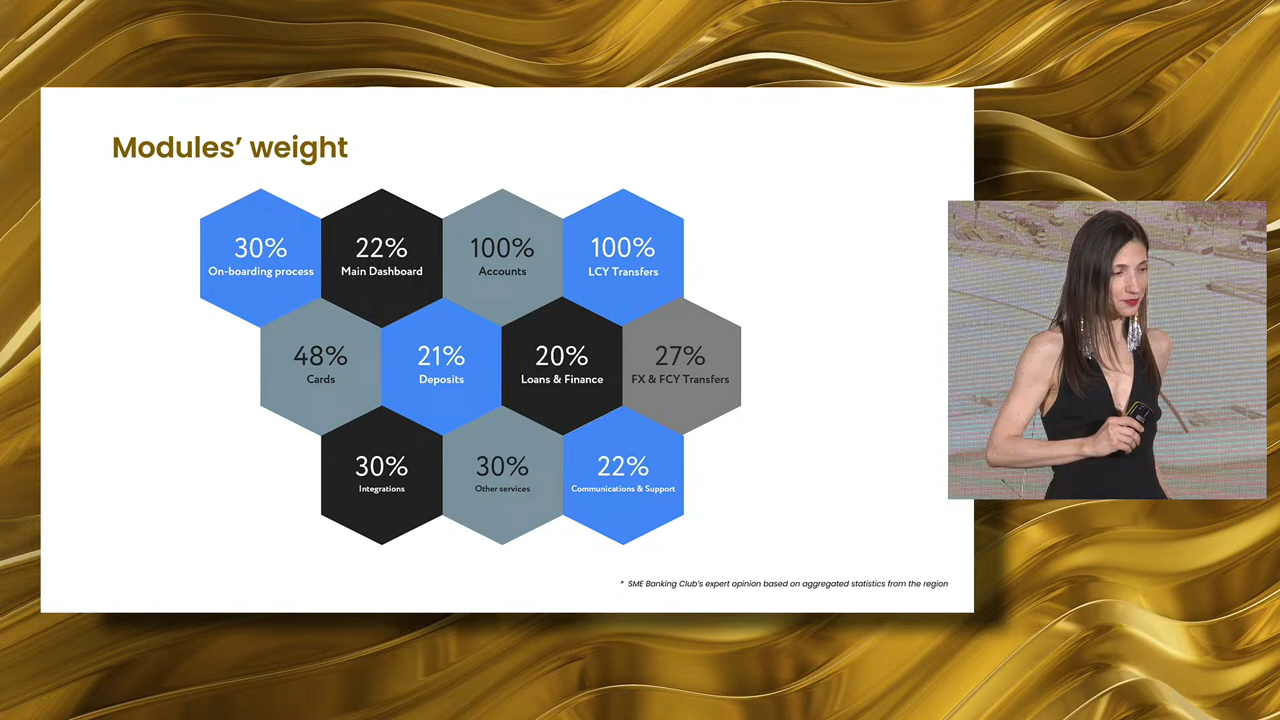 Modules’ weight
30%
On-boarding process
22%
Main Dashboard
100%
Accounts
100%
LCY Transfers
48%
Cards
21%
Deposits
20%
Loans & Finance
27%
FX & FCY Transfers
30%
Integrations
30%
Other services
22%
Communications & Support
* SME Banking Club's expert opinion based on aggregated statistics from the region